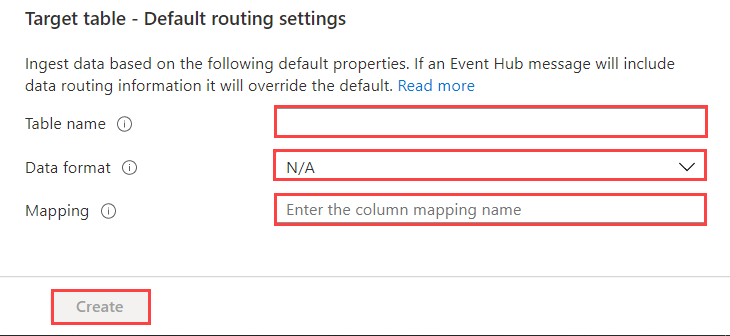 Target table - Default routing settings
Ingest data based on the following default properties. If an Event Hub message will include
data routing information it will override the default. Read more
Table name
Data format N/A
Mapping Enter the column mapping name
Create